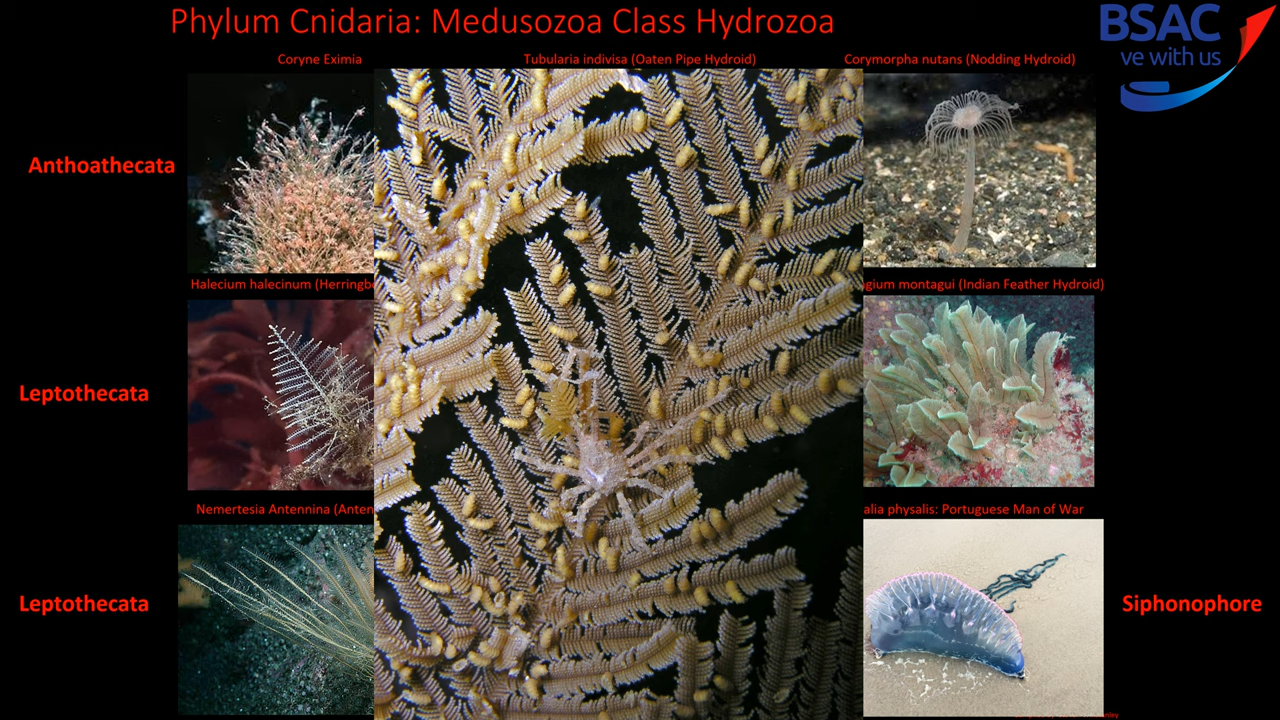 Phylum Cnidaria: Medusozoa Class Hydrozoa
BSAC
ve with us
Coryne Eximia
Tubularia indivisa (Oaten Pipe Hydroid)
Corymorpha nutans (Nodding Hydroid)
Anthoathecata
Halecium halecinum (Herringb
gium montagui (Indian Feather Hydroid)
Leptothecata
Nemertesia Antennina (Anten
alia physalis: Portuguese Man of War
Leptothecata
Siphonophore